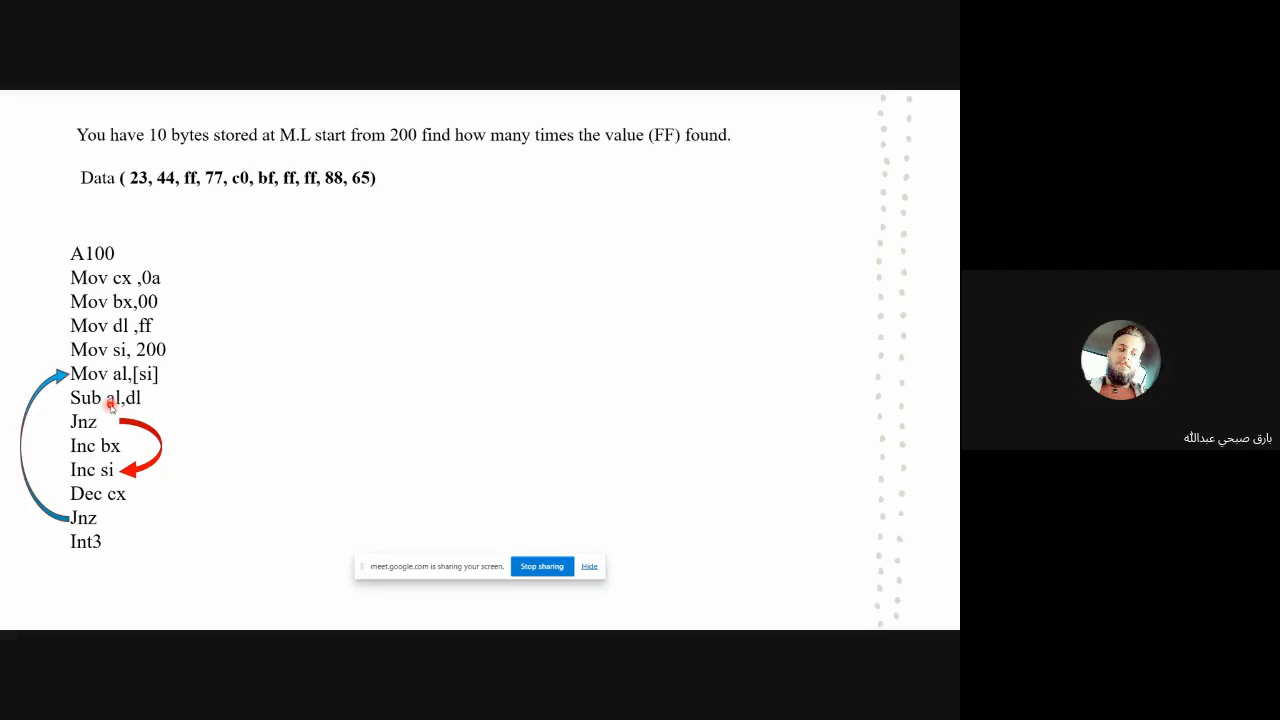 You have 10 bytes stored at M.L start from 200 find how many times the value (FF) found.
Data ( 23, 44, ff, 77, c0, bf, ff, ff, 88, 65)
A100
Mov cx ,0a
Mov bx,00
Mov dl ,ff
Mov si, 200
Mov al,[si]
Sub al,dl
Jnz
Inc bx
Inc si
Dec cx
Jnz
Int3
meet.google.com is sharing your screen. Stop sharing Hide
بارق صبحي عبدالله